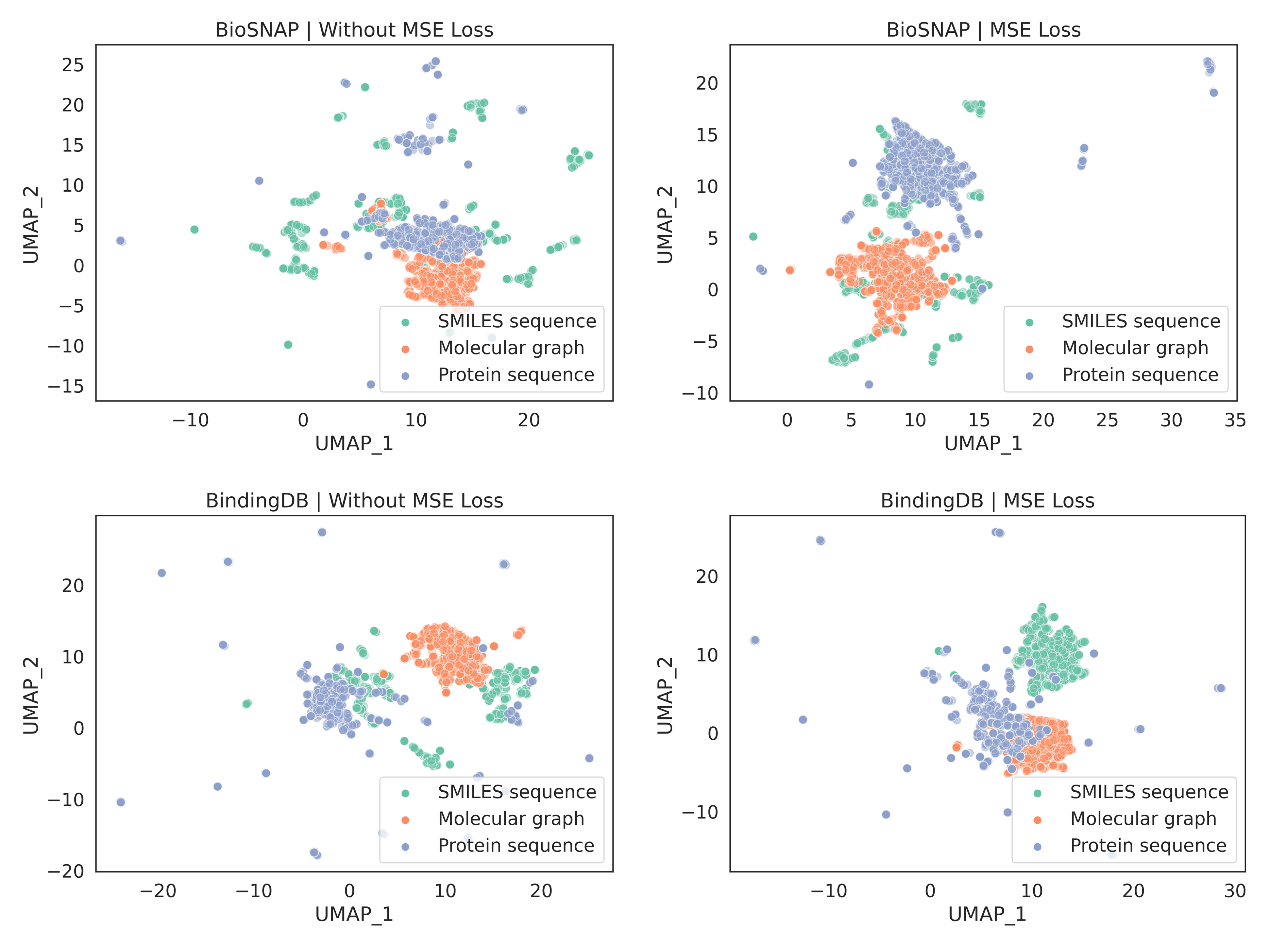 BioSNAP | Without MSE Loss
25
20
15
10
5
0
−5
−10
−15
UMAP_2
−10
0
10
20
UMAP_1
SMILES sequence
Molecular graph
Protein sequence
BioSNAP | MSE Loss
20
15
10
5
0
−5
−10
UMAP_2
0
5
10
15
20
25
30
35
UMAP_1
SMILES sequence
Molecular graph
Protein sequence
BindingDB | Without MSE Loss
20
10
0
−10
−20
UMAP_2
−20
−10
0
10
20
UMAP_1
SMILES sequence
Molecular graph
Protein sequence
BindingDB | MSE Loss
20
10
0
−10
UMAP_2
−10
0
10
20
30
UMAP_1
SMILES sequence
Molecular graph
Protein sequence